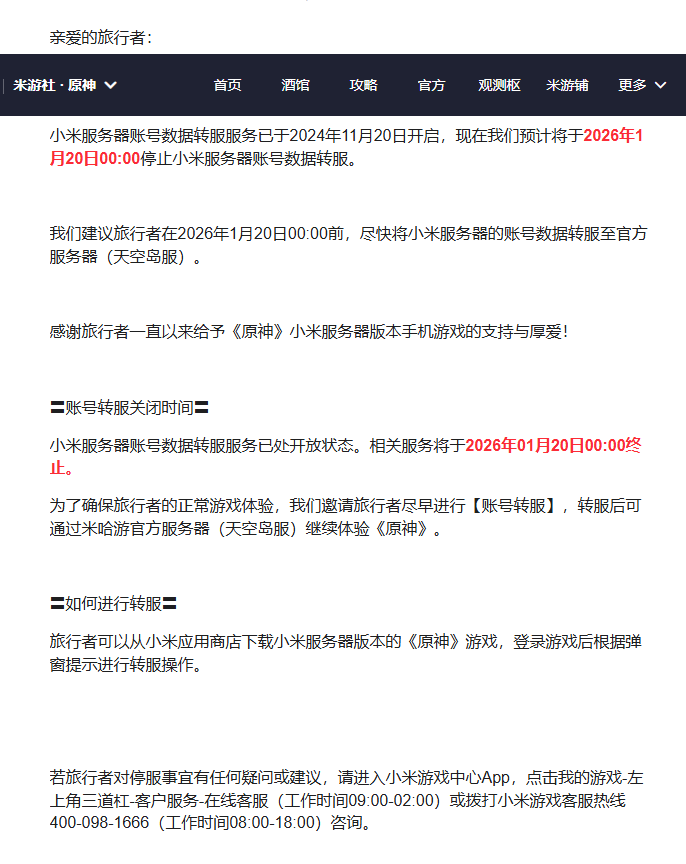 亲爱的旅行者：
米游社 · 原神 首页 酒馆 攻略 官方 观测枢 米游铺 更多
小米服务器账号数据转服服务已于2024年11月20日开启，现在我们预计将于2026年1
月20日00:00停止小米服务器账号数据转服。
我们建议旅行者在2026年1月20日00:00前，尽快将小米服务器的账号数据转服至官方
服务器（天空岛服）。
感谢旅行者一直以来给予《原神》小米服务器版本手机游戏的支持与厚爱！
〓账号转服关闭时间〓
小米服务器账号数据转服服务已处开放状态。相关服务将于2026年01月20日00:00终
止。
为了确保旅行者的正常游戏体验，我们邀请旅行者尽早进行【账号转服】，转服后可
通过米哈游官方服务器（天空岛服）继续体验《原神》。
〓如何进行转服〓
旅行者可以从小米应用商店下载小米服务器版本的《原神》游戏，登录游戏后根据弹
窗提示进行转服操作。
若旅行者对停服事宜有任何疑问或建议，请进入小米游戏中心App，点击我的游戏-左
上角三道杠-客户服务-在线客服（工作时间09:00-02:00）或拨打小米游戏客服热线
400-098-1666（工作时间08:00-18:00）咨询。